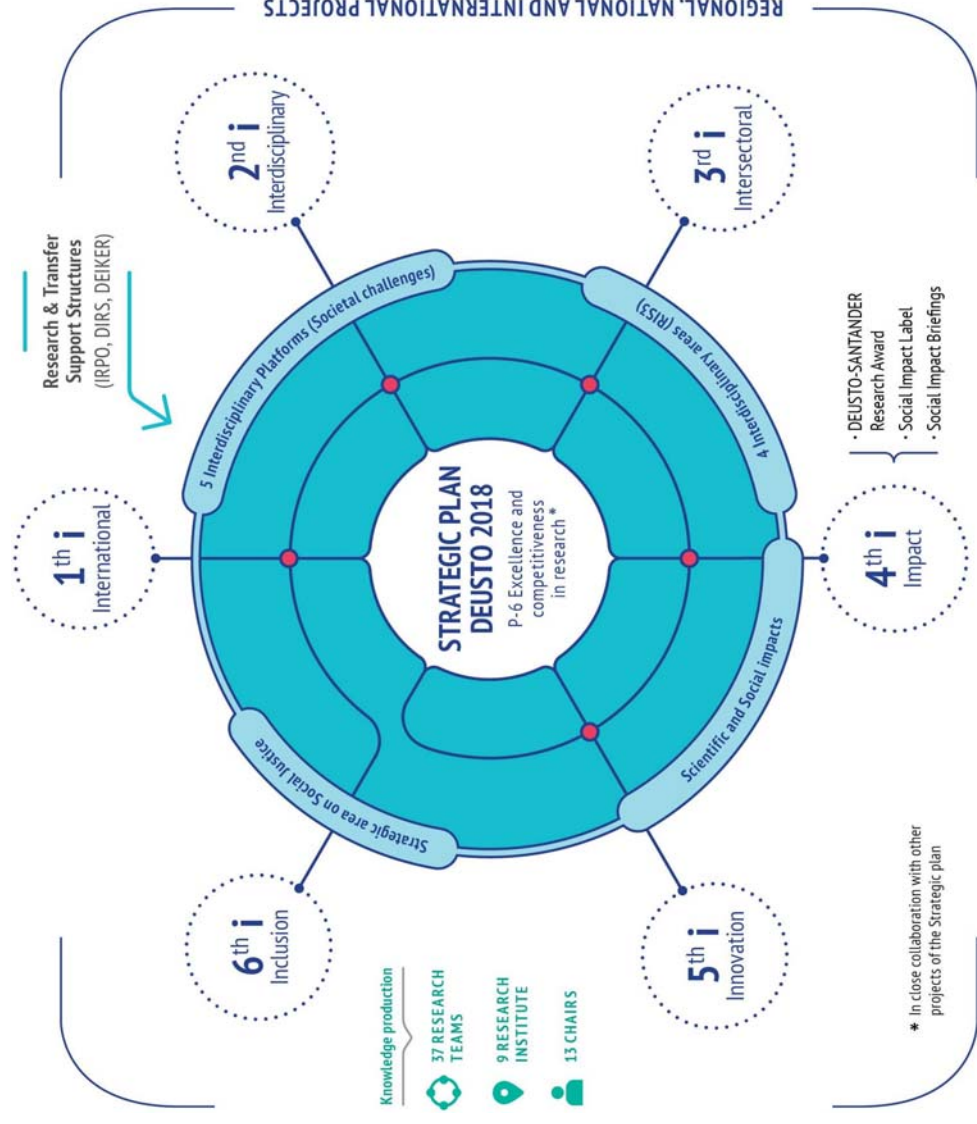 REGIONAL, NATIONAL AND INTERNATIONAL PROJECTS
Research & Transfer
Support Structures
(IRPO, DIRS, DEIKER)
1th i
International
2nd i
Interdisciplinary
3rd i
Intersectoral
4th i
Impact
5th i
Innovation
6th i
Inclusion
5 Interdisciplinary Platforms (Societal challenges)
4 Interdisciplinary areas (RIS3)
Scientific and Social impacts
Strategic area on Social Justice
STRATEGIC PLAN
DEUSTO 2018
P-6 Excellence and
competitiveness
in research *
· DEUSTO-SANTANDER
Research Award
· Social Impact Label
· Social Impact Briefings
Knowledge production
37 RESEARCH
TEAMS
9 RESEARCH
INSTITUTE
13 CHAIRS
* In close collaboration with other
projects of the Strategic plan